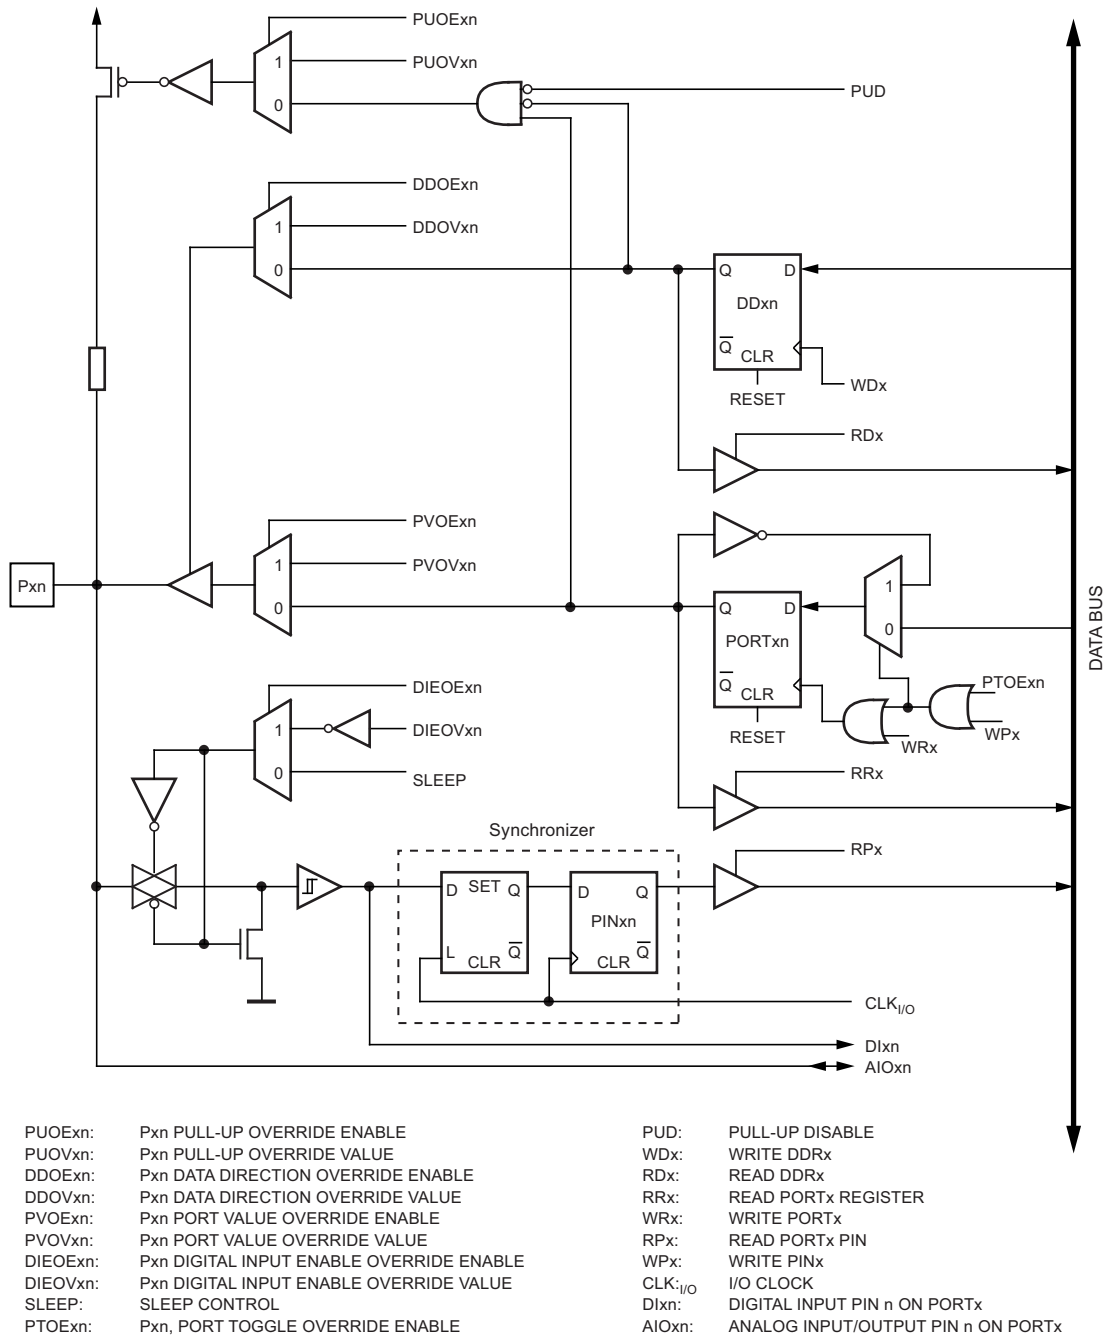 PUOExn
1
PUOVxn
0
PUD
DDOExn
1
DDOVxn
0
Q D
DDxn
Q
CLR
WDx
RESET
RDx
PVOExn
1
PVOVxn
0
Pxn
1
0
Q D
PORTxn
Q
CLR
RESET
PTOExn
WPx
WRx
DATA BUS
DIEOExn
1
DIEOVxn
0
SLEEP
RRx
Synchronizer
RPx
D SET Q
L CLR Q
D Q
PINxn
CLR Q
CLKI/O
DIxn
AIOxn
PUOExn: Pxn PULL-UP OVERRIDE ENABLE
PUOVxn: Pxn PULL-UP OVERRIDE VALUE
DDOExn: Pxn DATA DIRECTION OVERRIDE ENABLE
DDOVxn: Pxn DATA DIRECTION OVERRIDE VALUE
PVOExn: Pxn PORT VALUE OVERRIDE ENABLE
PVOVxn: Pxn PORT VALUE OVERRIDE VALUE
DIEOExn: Pxn DIGITAL INPUT ENABLE OVERRIDE ENABLE
DIEOVxn: Pxn DIGITAL INPUT ENABLE OVERRIDE VALUE
SLEEP: SLEEP CONTROL
PTOExn: Pxn, PORT TOGGLE OVERRIDE ENABLE
PUD: PULL-UP DISABLE
WDx: WRITE DDRx
RDx: READ DDRx
RRx: READ PORTx REGISTER
WRx: WRITE PORTx
RPx: READ PORTx PIN
WPx: WRITE PINx
CLK:I/O I/O CLOCK
DIxn: DIGITAL INPUT PIN n ON PORTx
AIOxn: ANALOG INPUT/OUTPUT PIN n ON PORTx